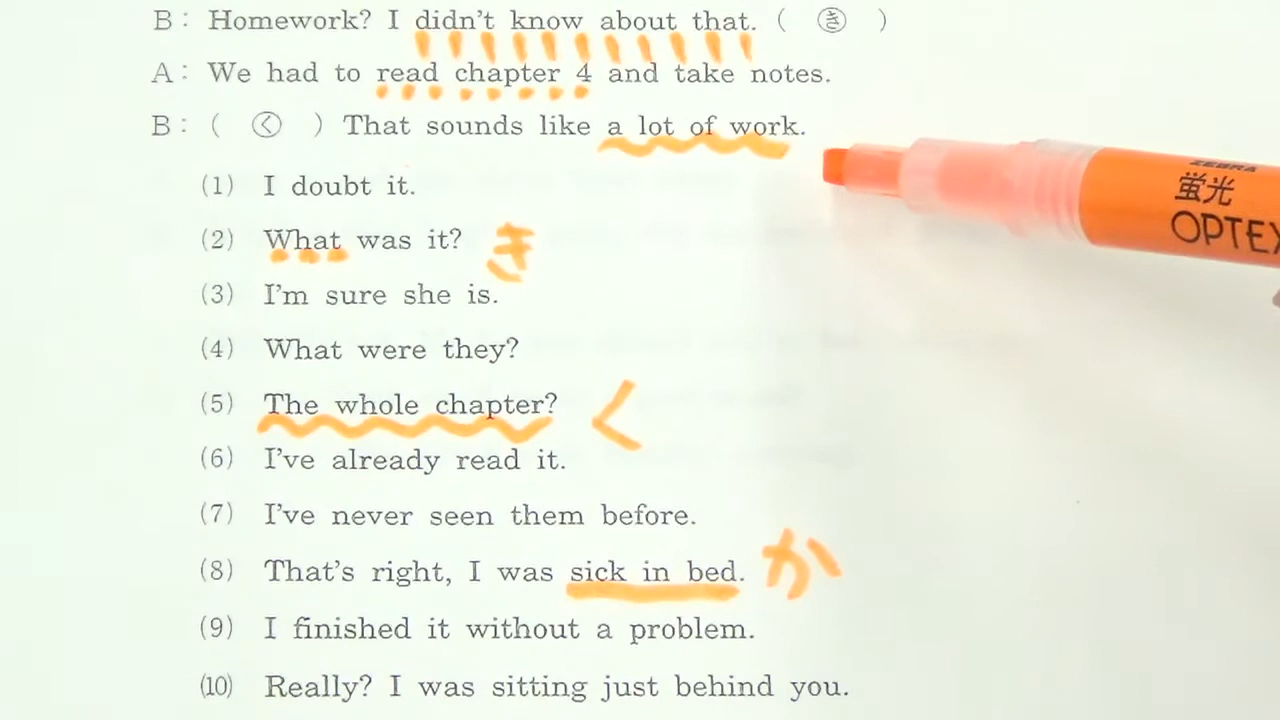 B: Homework? I didn't know about that. ( ㋖ き )
A: We had to read chapter 4 and take notes.
B: ( く ) That sounds like a lot of work.
(1) I doubt it.
(2) What was it? き
(3) I'm sure she is.
(4) What were they?
(5) The whole chapter? く
(6) I've already read it.
(7) I've never seen them before.
(8) That's right, I was sick in bed. か
(9) I finished it without a problem.
(10) Really? I was sitting just behind you.
ZEBRA
蛍光
OPTEX